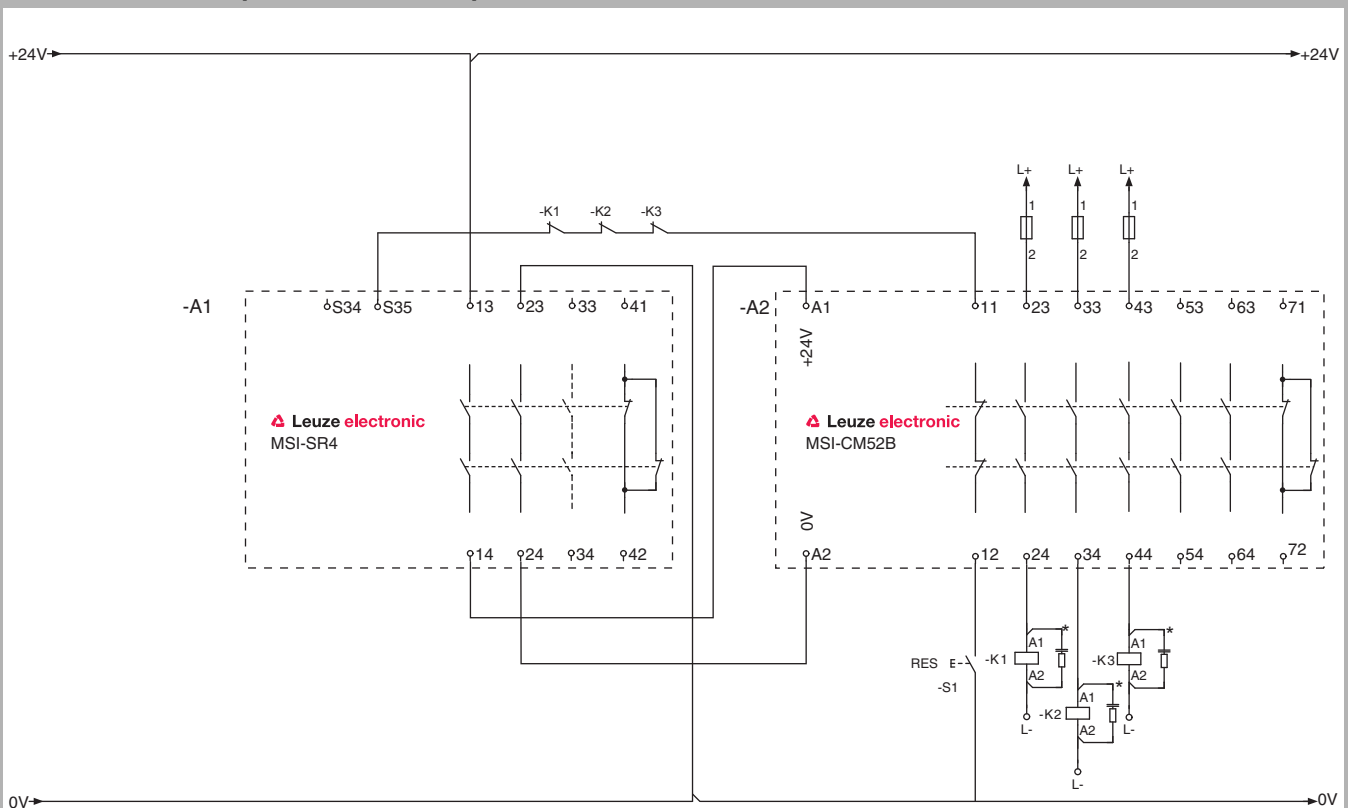 +24V
+24V
L+ L+ L+
1 1 1
2 2 2
-K1 -K2 -K3
-A1
S34 S35 13 23 33 41
-A2
A1 11 23 33 43 53 63 71
+24V
Leuze electronic
MSI-SR4
Leuze electronic
MSI-CM52B
0V
14 24 34 42
A2 12 24 34 44 54 64 72
RES
-S1
-K1
A1
A2
*
L-
-K2
A1
A2
*
L-
-K3
A1
A2
*
L-
0V
0V